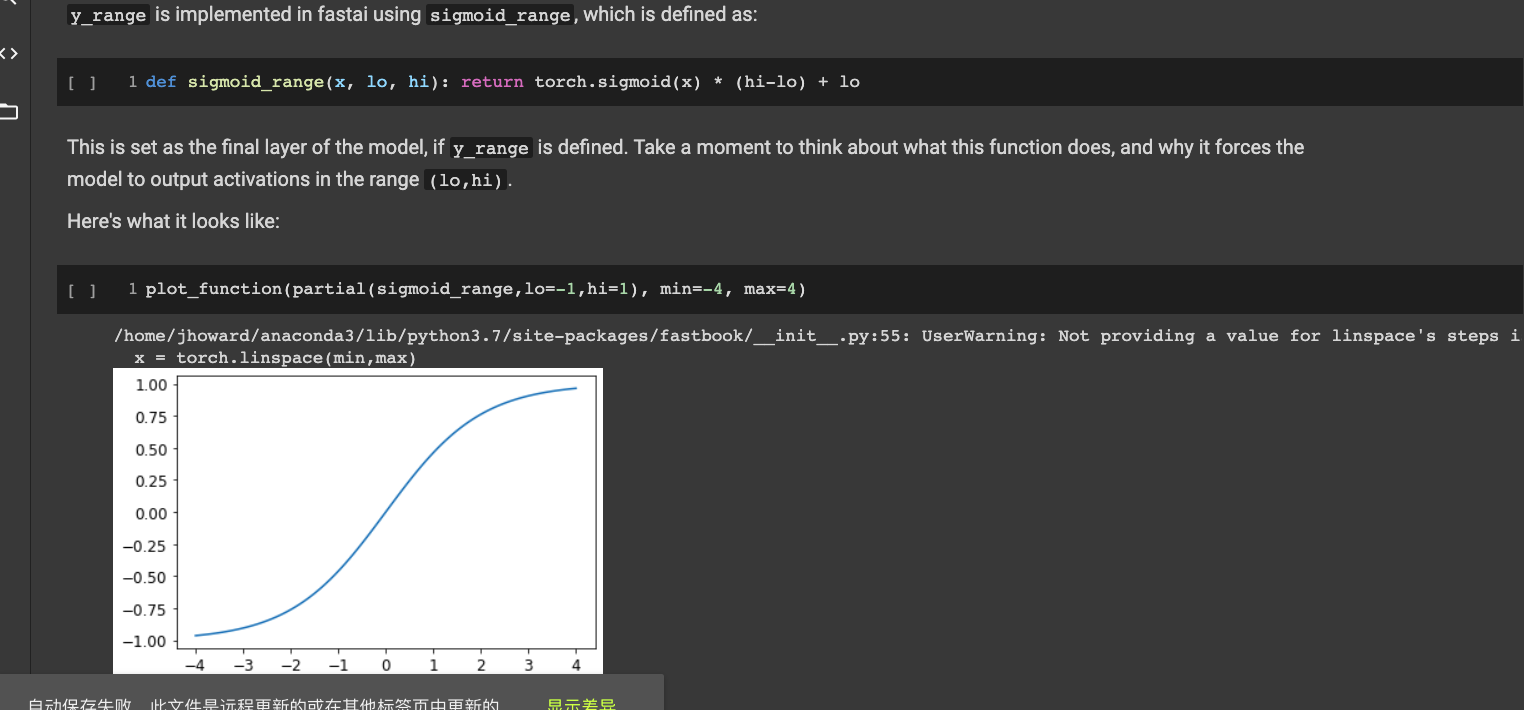 y_range is implemented in fastai using sigmoid_range, which is defined as:
[ ] 1 def sigmoid_range(x, lo, hi): return torch.sigmoid(x) * (hi-lo) + lo
This is set as the final layer of the model, if y_range is defined. Take a moment to think about what this function does, and why it forces the
model to output activations in the range (lo,hi).
Here's what it looks like:
[ ] 1 plot_function(partial(sigmoid_range,lo=-1,hi=1), min=-4, max=4)
/home/jhoward/anaconda3/lib/python3.7/site-packages/fastbook/__init__.py:55: UserWarning: Not providing a value for linspace's steps i
x = torch.linspace(min,max)
1.00
0.75
0.50
0.25
0.00
−0.25
−0.50
−0.75
−1.00
−4 −3 −2 −1 0 1 2 3 4
自动保存失败。此文件是远程更新的或在其他标签页中更新的。 显示差异